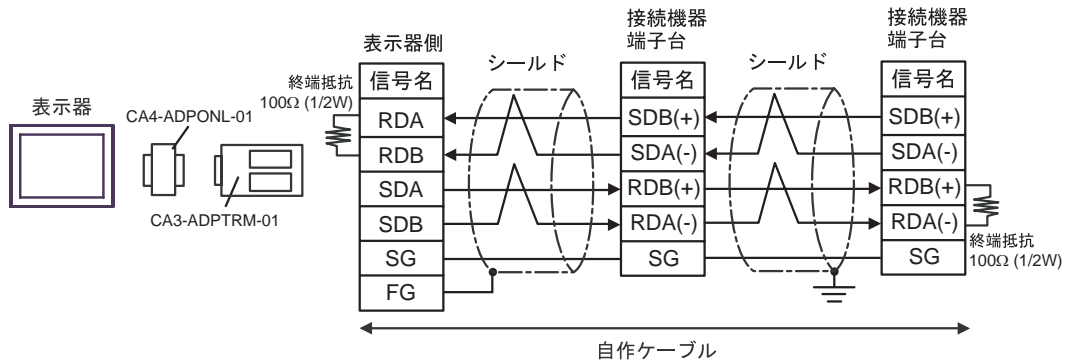 表示器
CA4-ADPONL-01
CA3-ADPTRM-01
終端抵抗
100Ω (1/2W)
表示器側
信号名
RDA
RDB
SDA
SDB
SG
FG
シールド
接続機器
端子台
信号名
SDB(+)
SDA(-)
RDB(+)
RDA(-)
SG
シールド
接続機器
端子台
信号名
SDB(+)
SDA(-)
RDB(+)
RDA(-)
SG
終端抵抗
100Ω (1/2W)
自作ケーブル